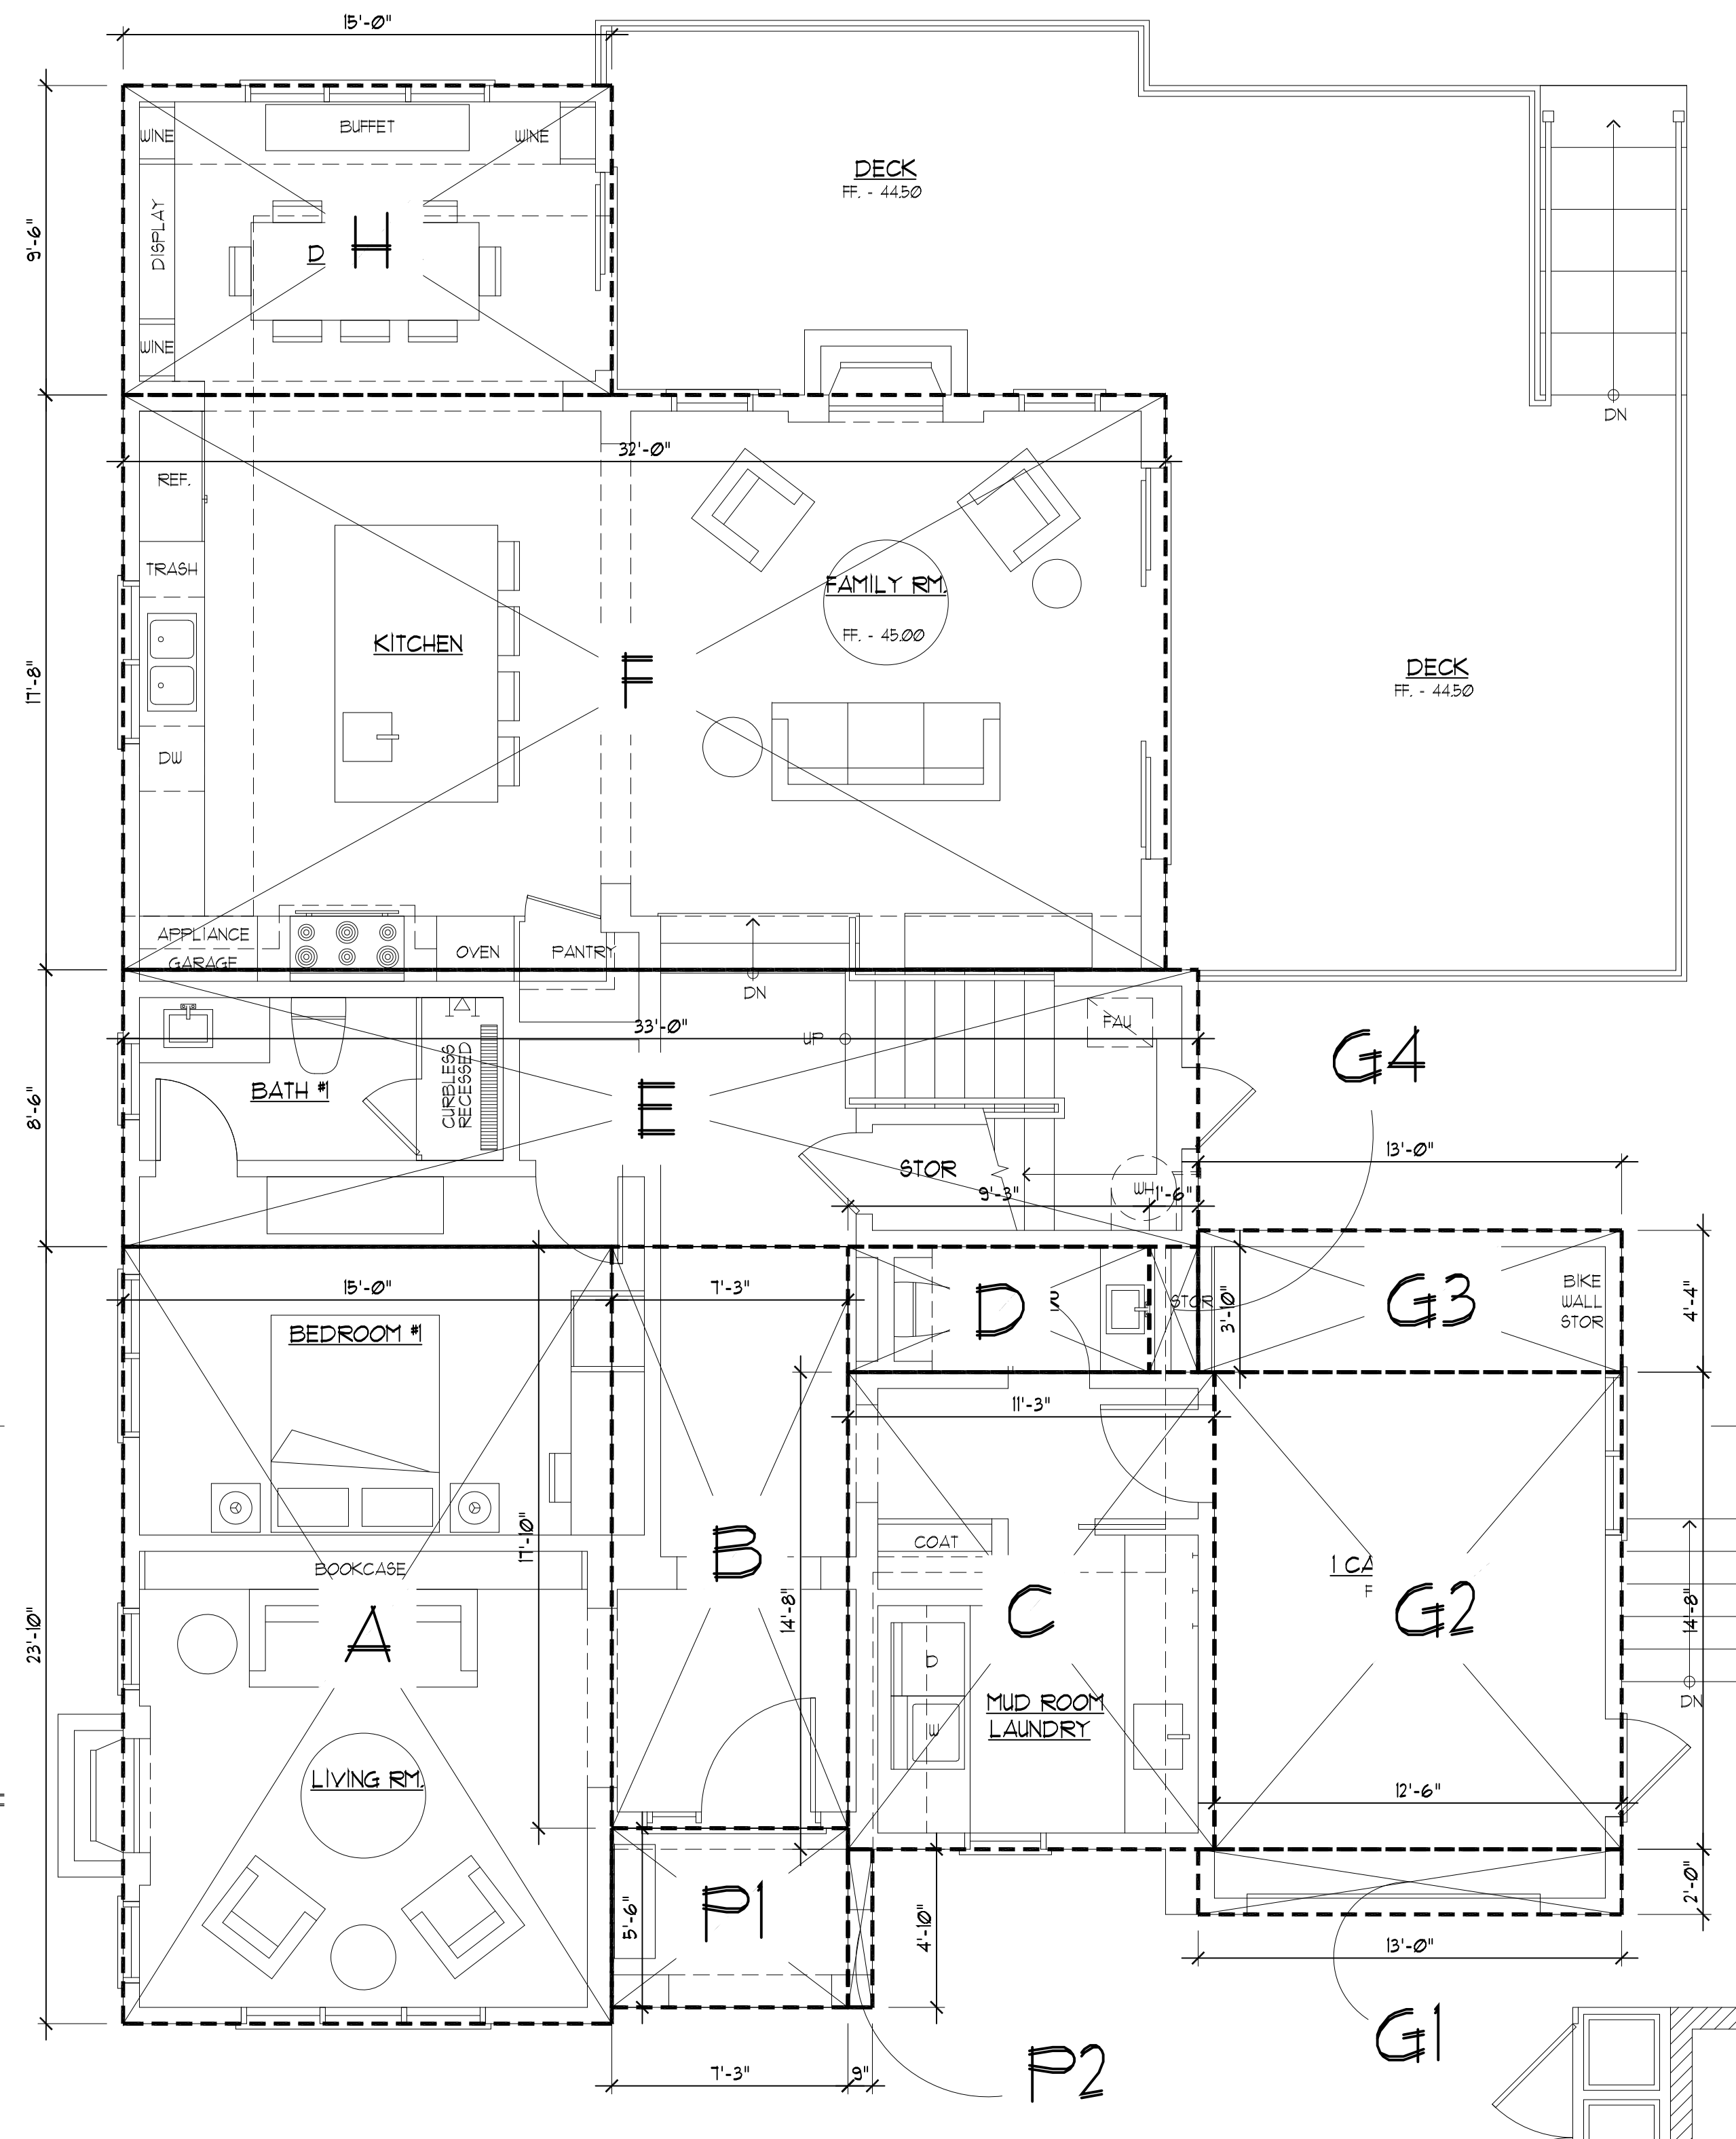 15'-0"
WINE
BUFFET
WINE
DECK
FF. - 44.50
9'-6"
DISPLAY
D
H
WINE
DN
32'-0"
REF.
TRASH
FAMILY RM.
FF. - 45.00
KITCHEN
F
17'-8"
DECK
FF. - 44.50
DW
APPLIANCE
GARAGE
OVEN
PANTRY
DN
33'-0"
UP
FAU
G4
BATH #1
CURBLESS
RECESSED
8'-6"
E
13'-0"
STOR
9'-3"
WH
1'-6"
15'-0"
7'-3"
D
R
STOR
3'-10"
G3
BIKE
WALL
STOR
4'-4"
BEDROOM #1
11'-3"
17'-10"
COAT
BOOKCASE
B
1 CA
F
23'-10"
A
14'-8"
C
G2
14'-8"
D
W
MUD ROOM
LAUNDRY
DN
LIVING RM.
12'-6"
5'-6"
P1
4'-10"
2'-0"
13'-0"
G1
7'-3"
9"
P2